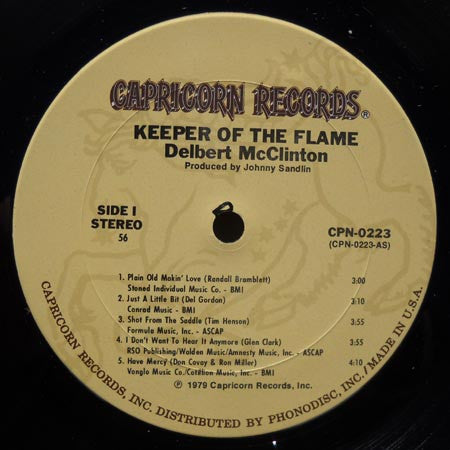 CAPRICORN RECORDS®
KEEPER OF THE FLAME
Delbert McClinton
Produced by Johnny Sandlin
SIDE I
STEREO
56
CPN-0223
(CPN-0223-AS)
1. Plain Old Makin' Love (Randall Bramblett) 3:00
Stoned Individual Music Co. - BMI
2. Just A Little Bit (Del Gordon) 3:10
Conrad Music - BMI
3. Shot From The Saddle (Tim Henson) 3:55
Formula Music, Inc. - ASCAP
4. I Don't Want To Hear It Anymore (Glen Clark) 3:55
RSO Publishing/Walden Music/Amnesty Music, Inc. - ASCAP
5. Have Mercy (Don Covay & Ron Miller) 4:10
Vonglo Music Co./Cotillion Music, Inc. - BMI
℗ 1979 Capricorn Records, Inc.
CAPRICORN RECORDS, INC. DISTRIBUTED BY PHONODISC, INC. / MADE IN U.S.A.